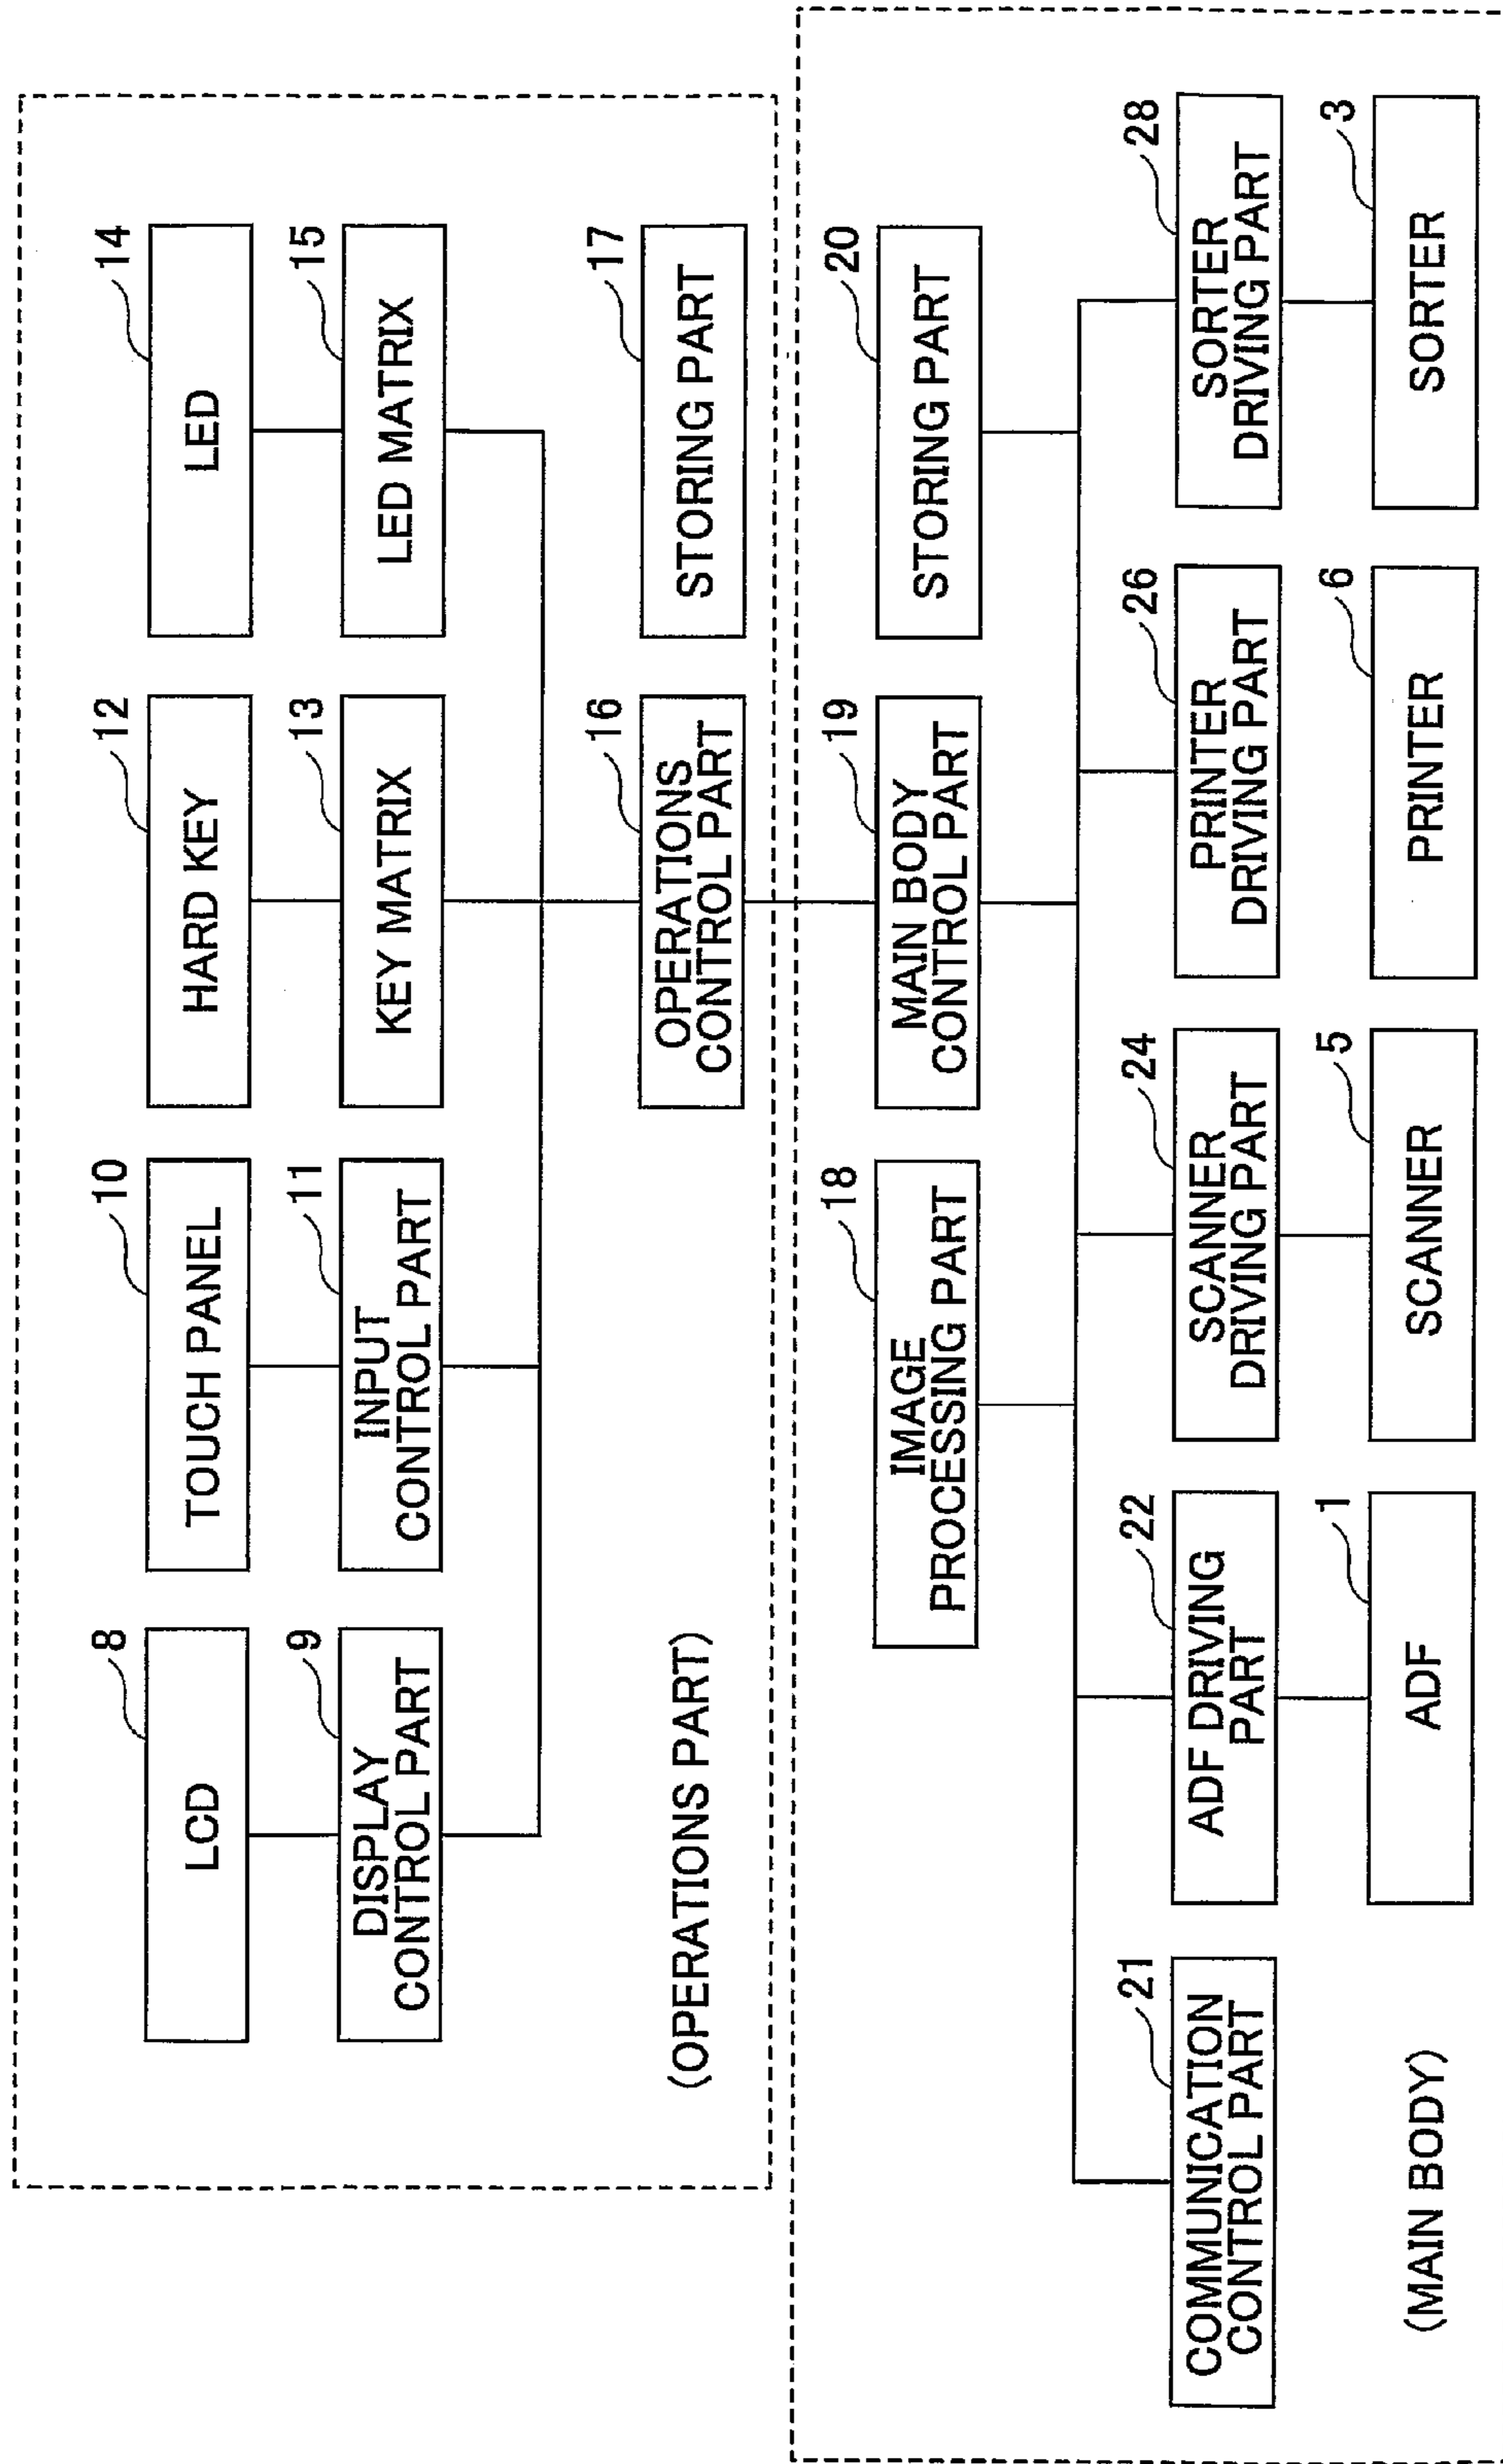 8
LCD
10
TOUCH PANEL
12
HARD KEY
14
LED
9
DISPLAY
CONTROL PART
11
INPUT
CONTROL PART
13
KEY MATRIX
15
LED MATRIX
(OPERATIONS PART)
16
OPERATIONS
CONTROL PART
17
STORING PART
18
IMAGE
PROCESSING PART
19
MAIN BODY
CONTROL PART
20
STORING PART
21
COMMUNICATION
CONTROL PART
22
ADF DRIVING
PART
24
SCANNER
DRIVING PART
26
PRINTER
DRIVING PART
28
SORTER
DRIVING PART
(MAIN BODY)
1
ADF
5
SCANNER
6
PRINTER
3
SORTER